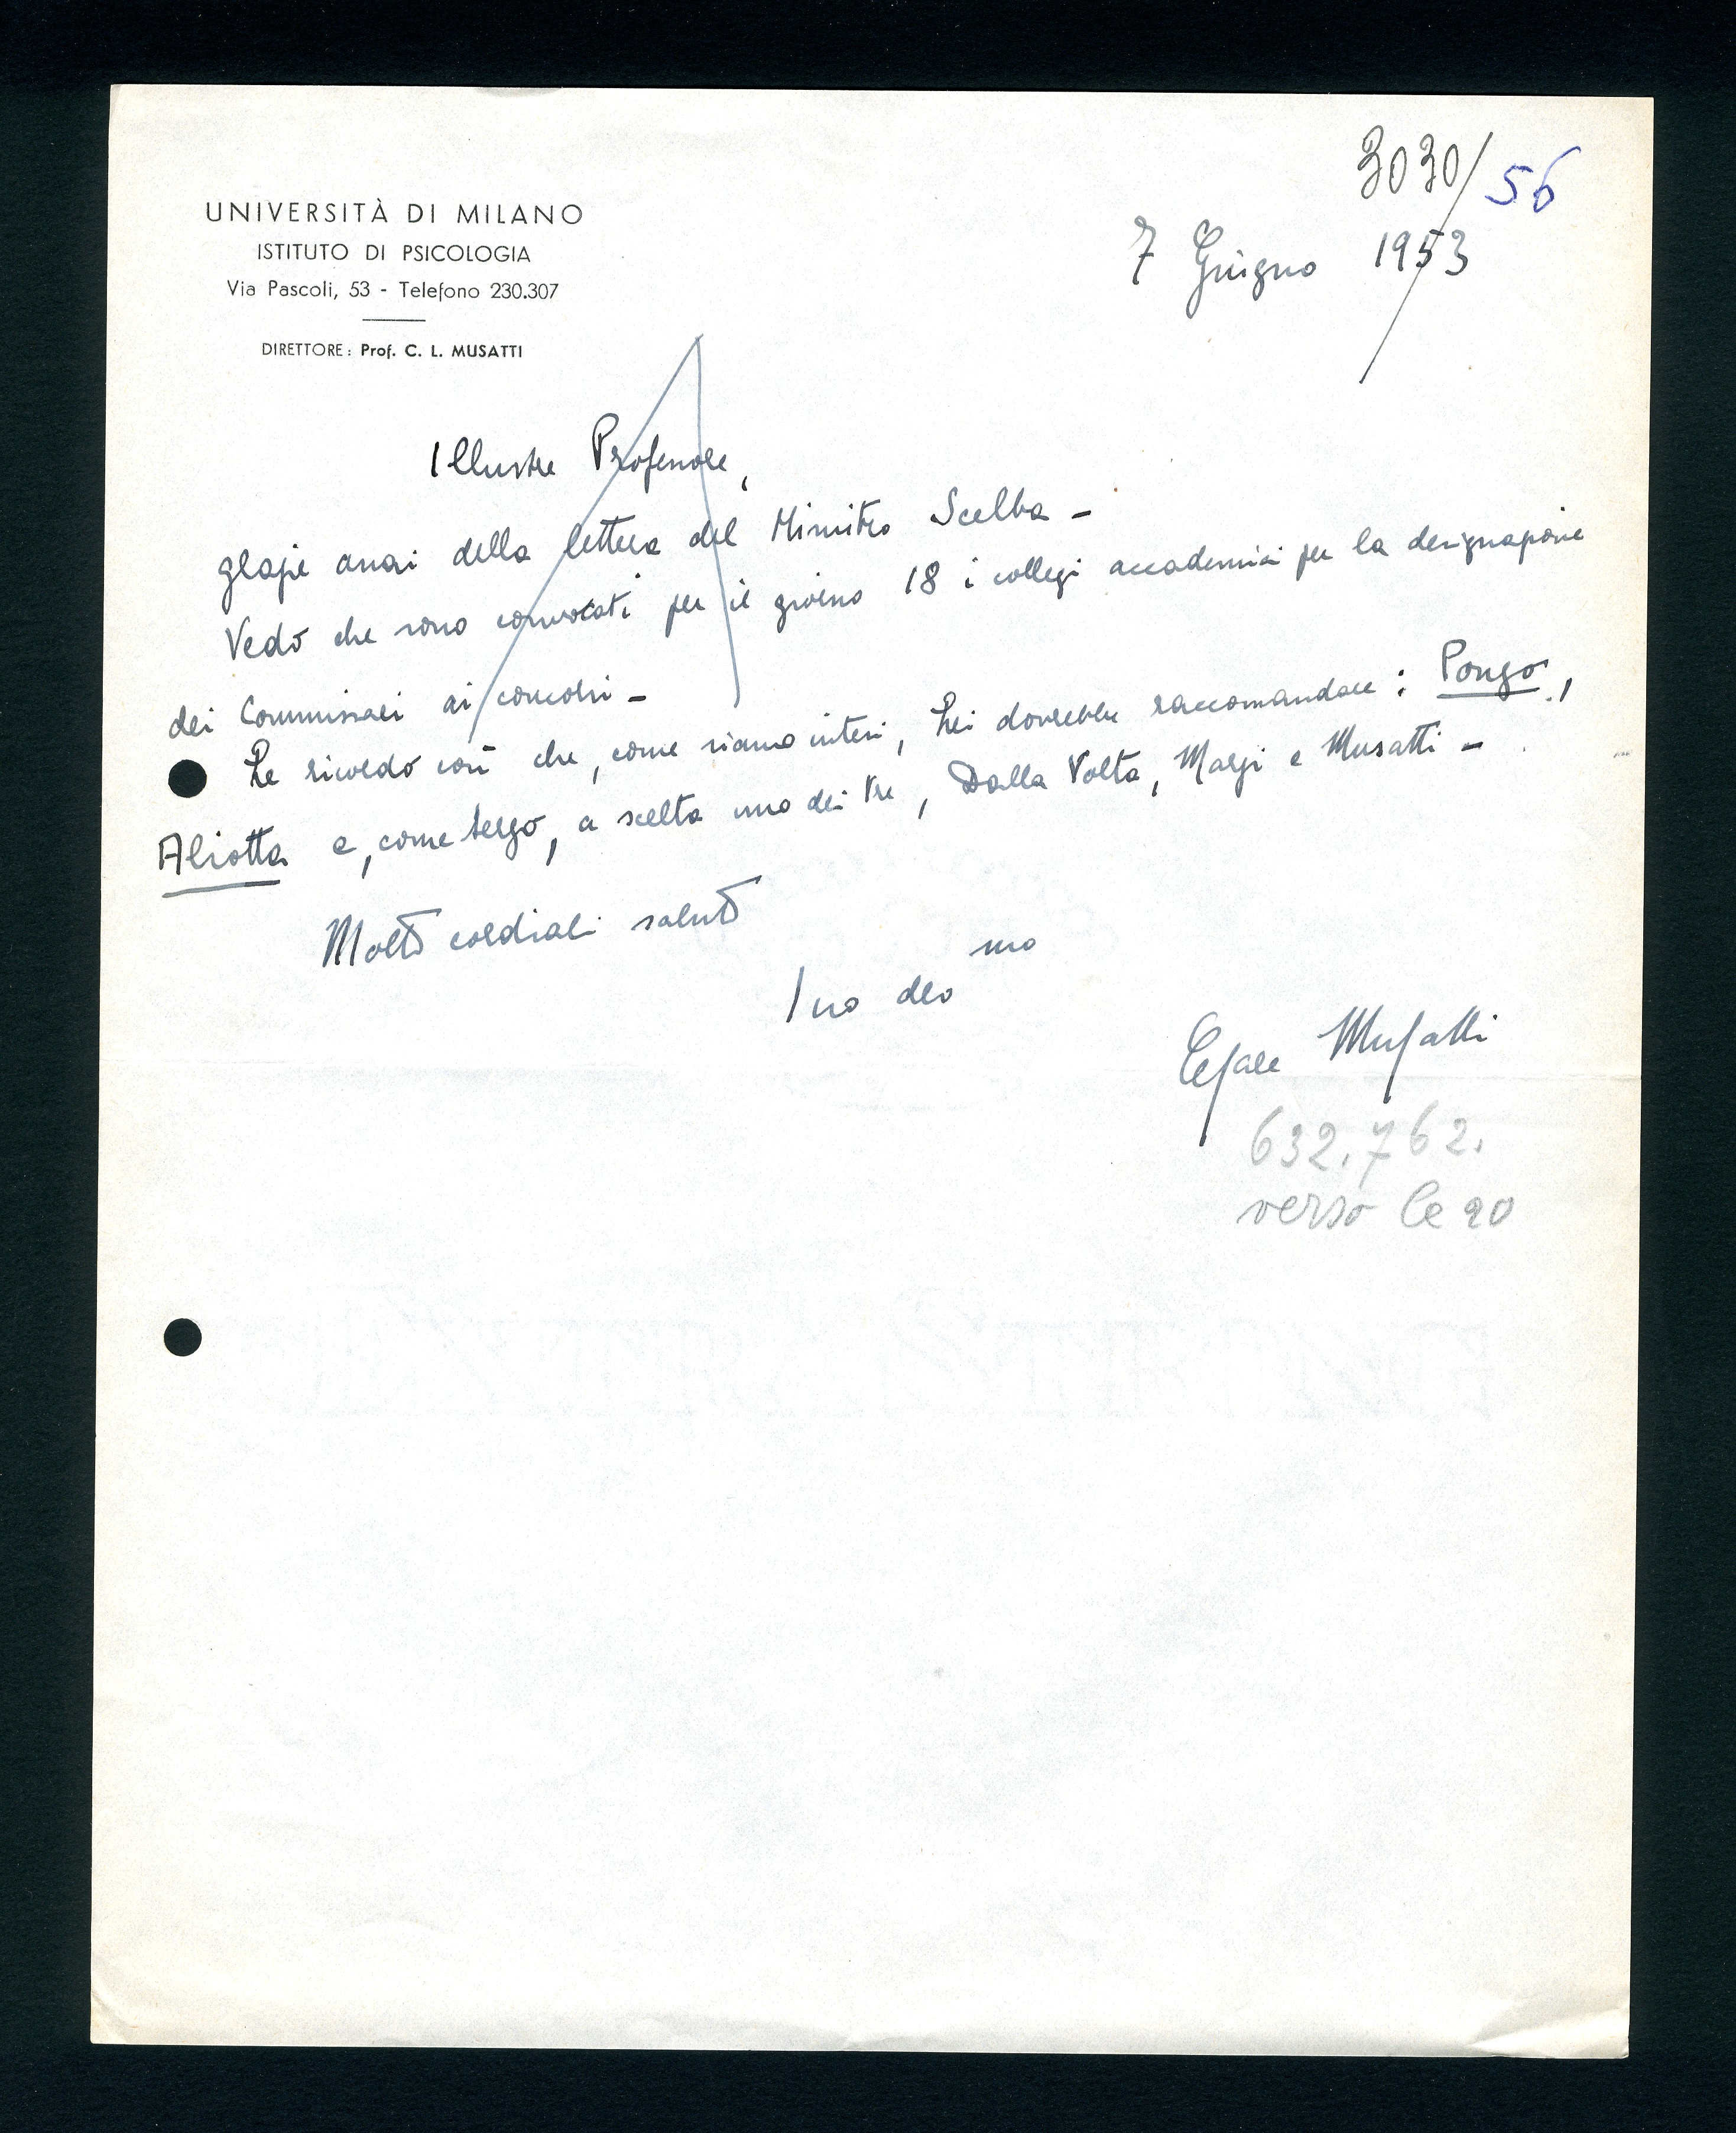 3030/56
UNIVERSITÀ DI MILANO
ISTITUTO DI PSICOLOGIA
Via Pascoli, 53 - Telefono 230.307
DIRETTORE: Prof. C. L. MUSATTI
7 Giugno 1953
Illustre Professore,
grazie assai della lettera del Ministro Scelba -
Vedo che sono convocati per il giorno 18 i collegi accademici per la designazione
dei Commissari ai concorsi -
Le ricordo così che, come siamo intesi, Lei dovrebbe raccomandare: Ponzo,
Aliotta e, come terzo, a scelta uno dei tre, Dalla Volta, Marzi e Musatti -
Molti cordiali saluti
suo devmo
Cesare Musatti
632.762.
verso le 20